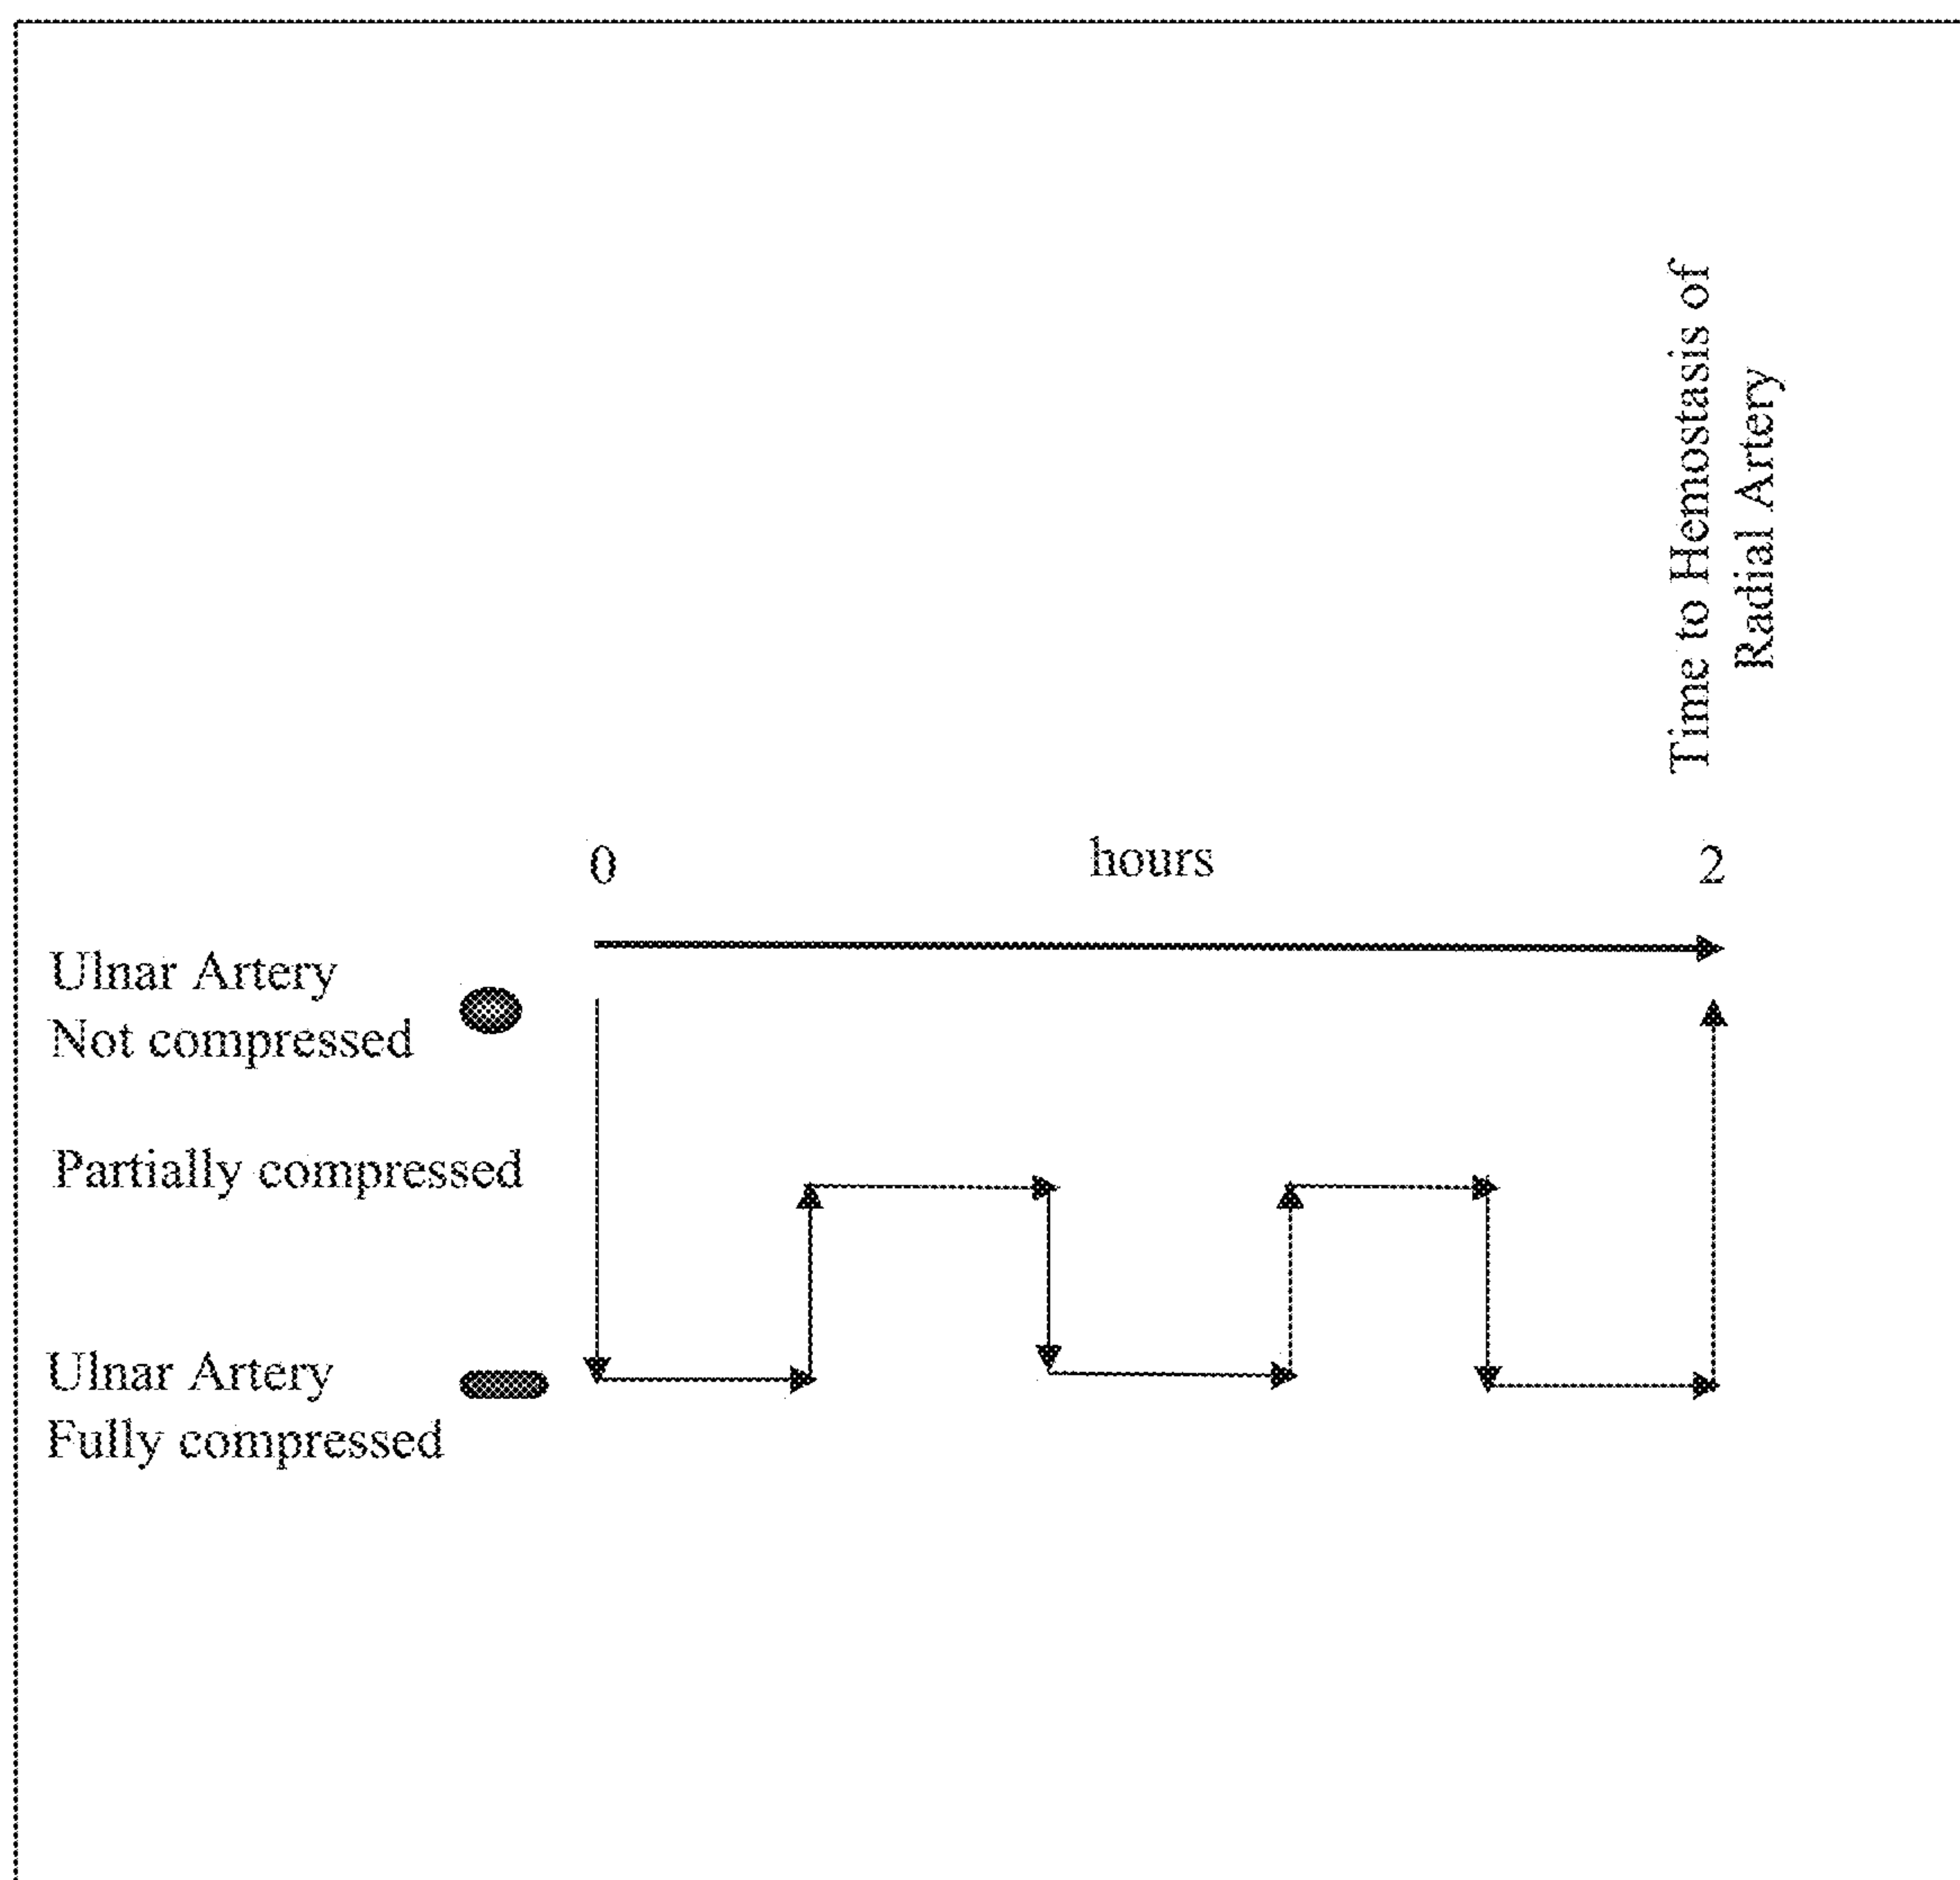 Time to Hemostasis of
Radial Artery
0 hours 2
Ulnar Artery
Not compressed
Partially compressed
Ulnar Artery
Fully compressed